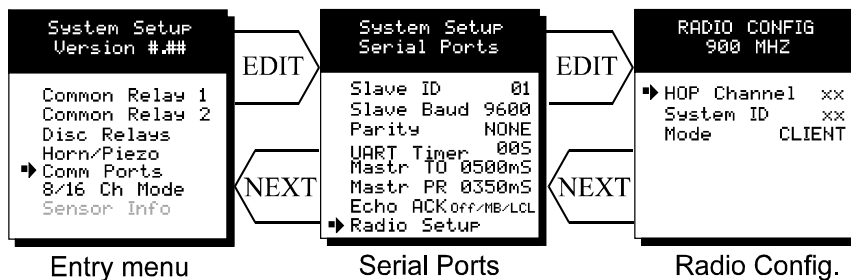 System Setup
Version #.##
Common Relay 1
Common Relay 2
Disc Relays
Horn/Piezo
Comm Ports
8/16 Ch Mode
Sensor Info
Entry menu
EDIT
NEXT
System Setup
Serial Ports
Slave ID 01
Slave Baud 9600
Parity NONE
UART Timer 00S
Mastr TO 0500mS
Mastr PR 0350mS
Echo ACK Off/MB/LCL
Radio Setup
Serial Ports
EDIT
NEXT
RADIO CONFIG
900 MHZ
HOP Channel xx
System ID xx
Mode CLIENT
Radio Config.